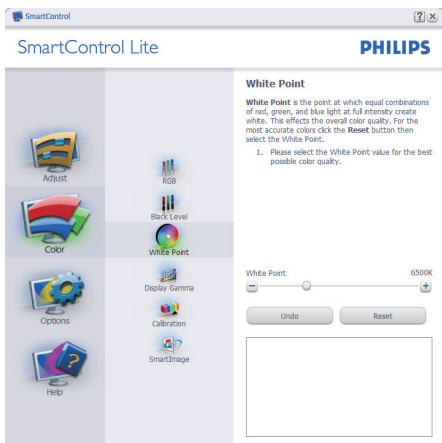 SmartControl
SmartControl Lite
PHILIPS
Adjust
Color
Options
Help
RGB
Black Level
White Point
Display Gamma
Calibration
SmartImage
White Point
White Point is the point at which equal combinations
of red, green, and blue light at full intensity create
white. This effects the overall color quality. For the
most accurate colors click the Reset button then
select the White Point.
1. Please select the White Point value for the best
possible color quality.
White Point 6500K
Undo Reset